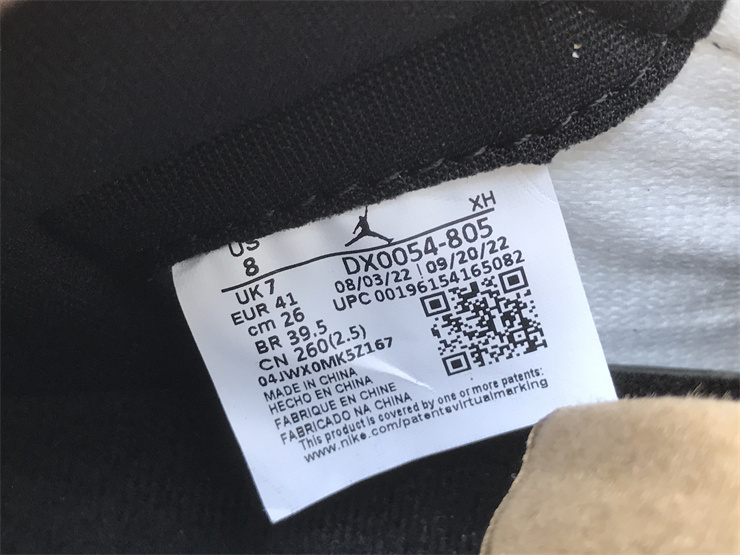 US XH
8 DX0054-805
UK 7 08/03/22 | 09/20/22
EUR 41 UPC 00196154165082
cm 26
BR 39.5
CN 260(2.5)
04JWX0MK5Z167
MADE IN CHINA
HECHO EN CHINA
FABRIQUE EN CHINE
FABRICADO NA CHINA
This product is covered by one or more patents:
www.nike.com/patentsvirtualmarking